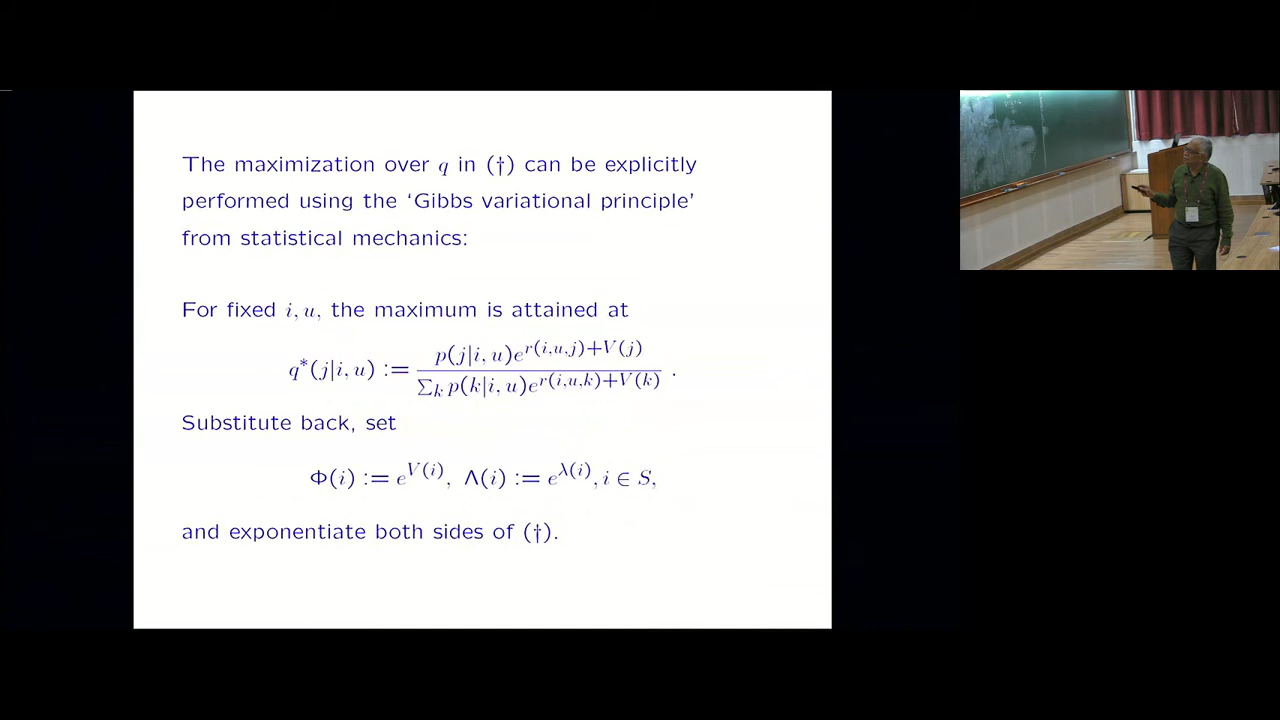 The maximization over q in (†) can be explicitly
performed using the ‘Gibbs variational principle’
from statistical mechanics:
For fixed i, u, the maximum is attained at
q*(j|i, u) := p(j|i, u)e^{r(i,u,j)+V(j)} / ∑_k p(k|i, u)e^{r(i,u,k)+V(k)} .
Substitute back, set
Φ(i) := e^{V(i)}, Λ(i) := e^{λ(i)}, i ∈ S,
and exponentiate both sides of (†).